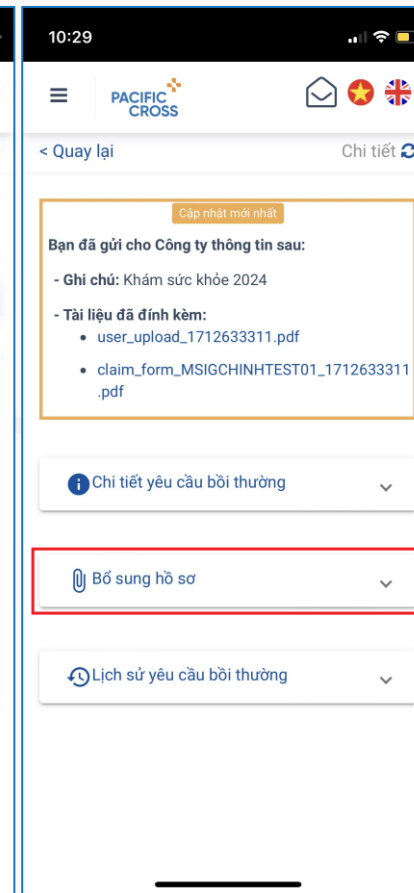 10:29
PACIFIC
CROSS
< Quay lại
Chi tiết
Cập nhật mới nhất
Bạn đã gửi cho Công ty thông tin sau:
- Ghi chú: Khám sức khỏe 2024
- Tài liệu đã đính kèm:
• user_upload_1712633311.pdf
• claim_form_MSIGCHINHTEST01_1712633311
.pdf
Chi tiết yêu cầu bồi thường
Bổ sung hồ sơ
Lịch sử yêu cầu bồi thường